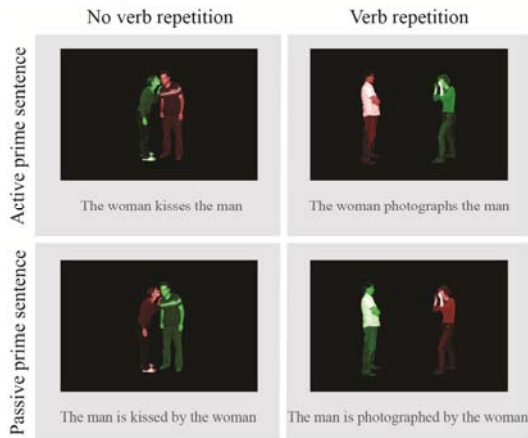 No verb repetition
Verb repetition
Active prime sentence
The woman kisses the man
The woman photographs the man
Passive prime sentence
The man is kissed by the woman
The man is photographed by the woman